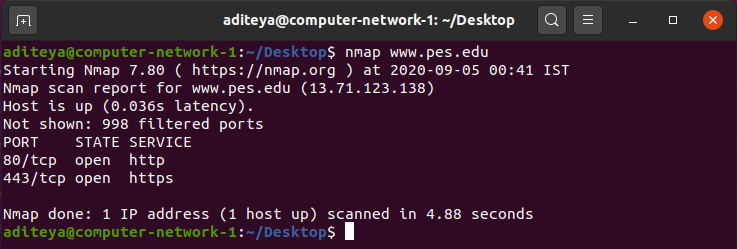 aditeya@computer-network-1: ~/Desktop
aditeya@computer-network-1:~/Desktop$ nmap www.pes.edu
Starting Nmap 7.80 ( https://nmap.org ) at 2020-09-05 00:41 IST
Nmap scan report for www.pes.edu (13.71.123.138)
Host is up (0.036s latency).
Not shown: 998 filtered ports
PORT    STATE SERVICE
80/tcp  open  http
443/tcp open  https
Nmap done: 1 IP address (1 host up) scanned in 4.88 seconds
aditeya@computer-network-1:~/Desktop$